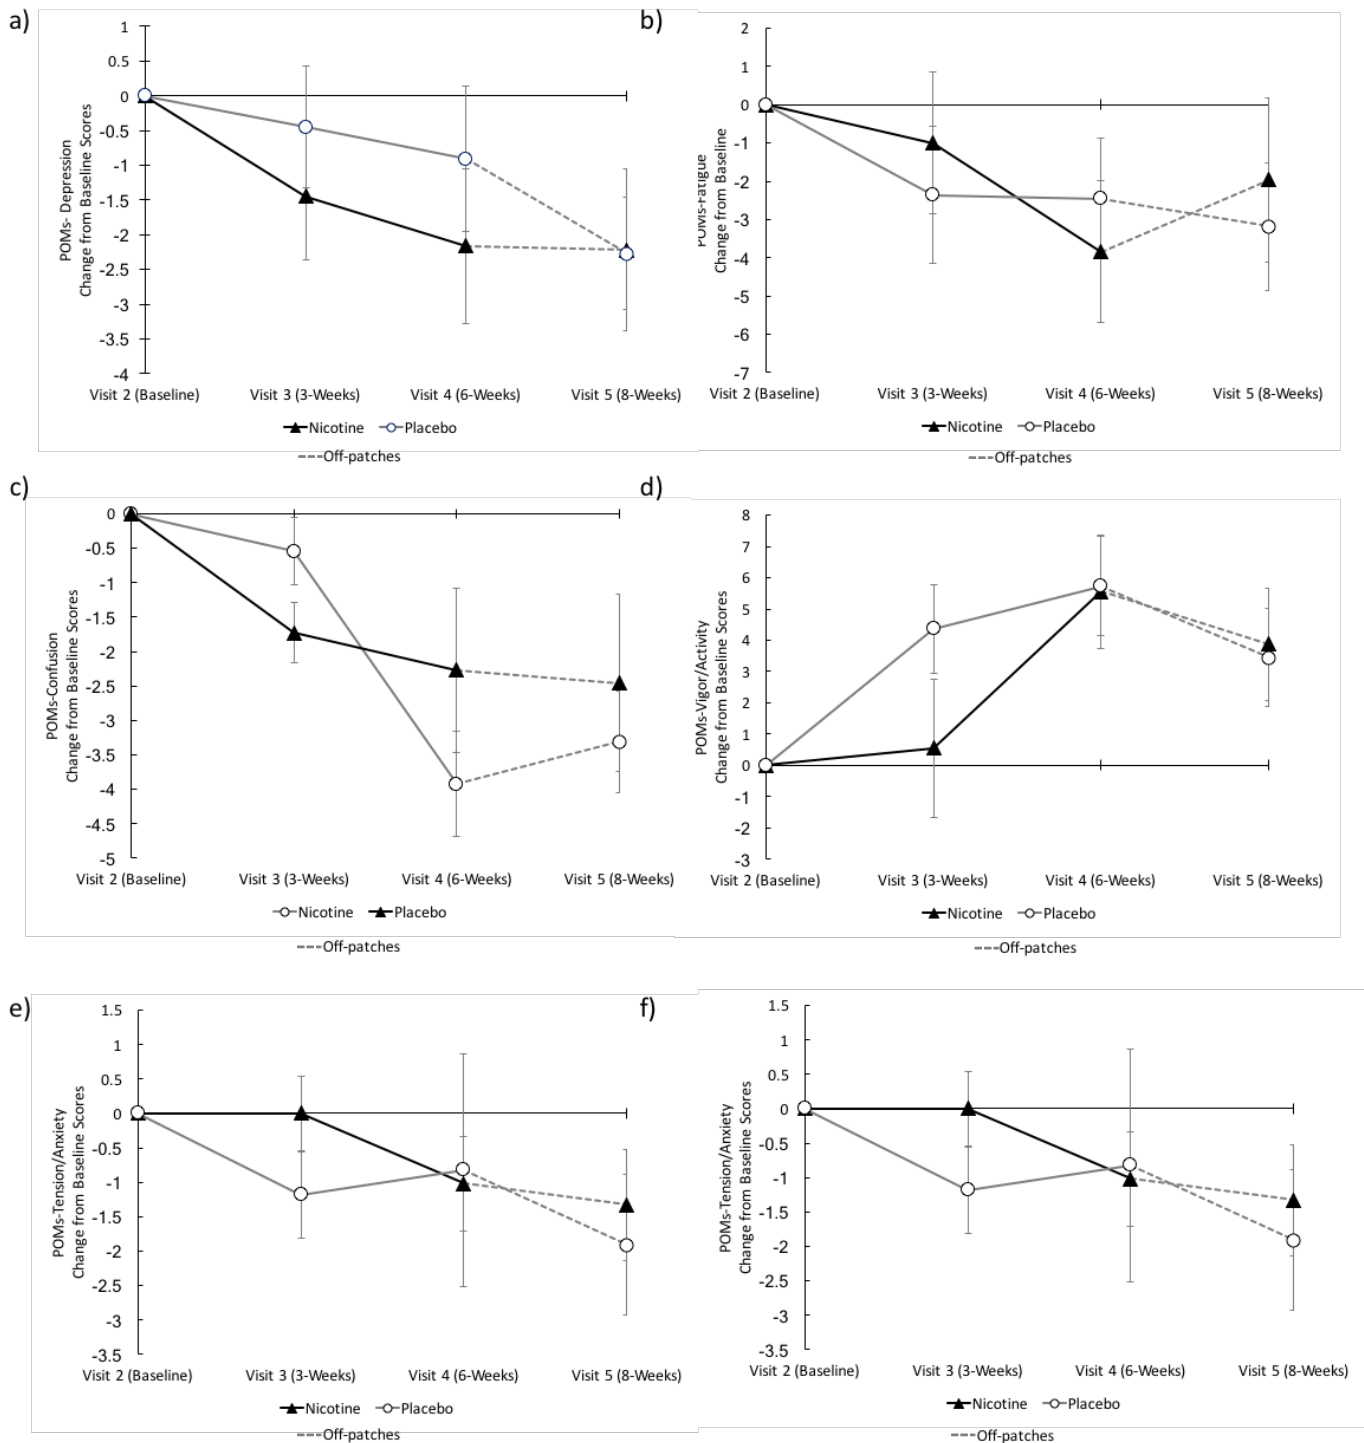 a)
1
0.5
0
-0.5
-1
-1.5
-2
-2.5
-3
-3.5
-4
POMs- Depression
Change from Baseline Scores
Visit 2 (Baseline) Visit 3 (3-Weeks) Visit 4 (6-Weeks) Visit 5 (8-Weeks)
Nicotine Placebo
Off-patches
b)
2
1
0
-1
-2
-3
-4
-5
-6
-7
POMs-Fatigue
Change from Baseline
Visit 2 (Baseline) Visit 3 (3-Weeks) Visit 4 (6-Weeks) Visit 5 (8-Weeks)
Nicotine Placebo
Off-patches
c)
0
-0.5
-1
-1.5
-2
-2.5
-3
-3.5
-4
-4.5
-5
POMs-Confusion
Change from Baseline Scores
Visit 2 (Baseline) Visit 3 (3-Weeks) Visit 4 (6-Weeks) Visit 5 (8-Weeks)
Nicotine Placebo
Off-patches
d)
8
7
6
5
4
3
2
1
0
-1
-2
-3
POMs-Vigor/Activity
Change from Baseline Scores
Visit 2 (Baseline) Visit 3 (3-Weeks) Visit 4 (6-Weeks) Visit 5 (8-Weeks)
Nicotine Placebo
Off-patches
e)
1.5
1
0.5
0
-0.5
-1
-1.5
-2
-2.5
-3
-3.5
POMs-Tension/Anxiety
Change from Baseline Scores
Visit 2 (Baseline) Visit 3 (3-Weeks) Visit 4 (6-Weeks) Visit 5 (8-Weeks)
Nicotine Placebo
Off-patches
f)
1.5
1
0.5
0
-0.5
-1
-1.5
-2
-2.5
-3
-3.5
POMs-Tension/Anxiety
Change from Baseline Scores
Visit 2 (Baseline) Visit 3 (3-Weeks) Visit 4 (6-Weeks) Visit 5 (8-Weeks)
Nicotine Placebo
Off-patches